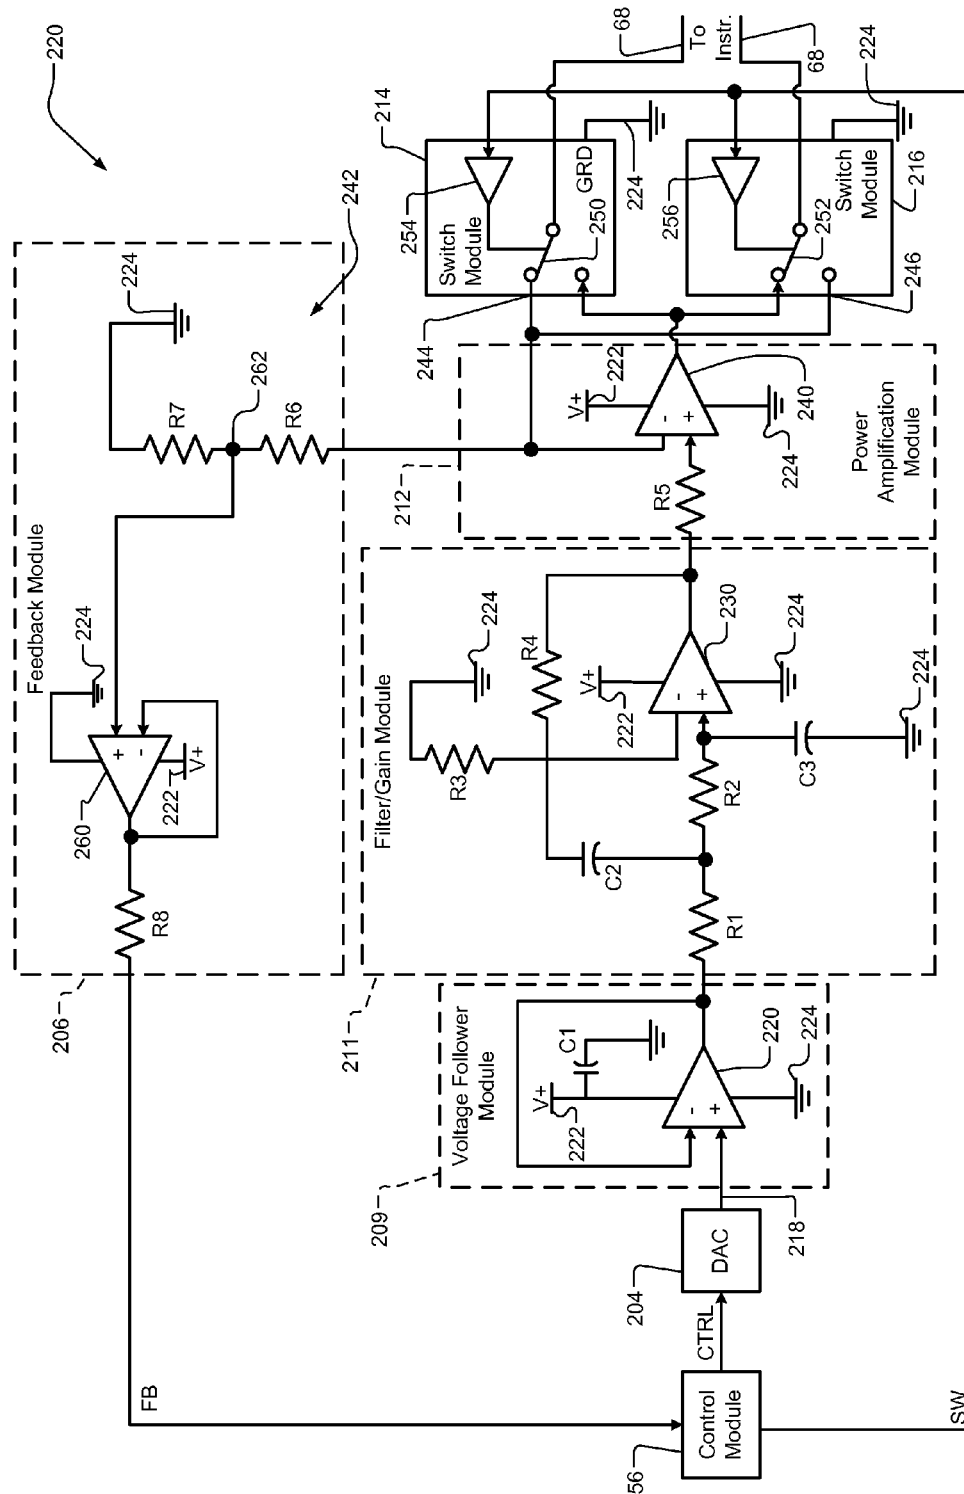 220
206
Feedback Module
R8
260
222
V+
+
-
224
R7
262
R6
224
242
FB
56
Control
Module
CTRL
204
DAC
218
SW
209
Voltage Follower
Module
V+
222
C1
-
+
220
224
211
Filter/Gain Module
R1
C2
R2
R3
224
R4
V+
222
-
+
230
224
C3
224
212
R5
V+
222
-
+
240
224
Power
Amplification
Module
244
Switch
Module
254
214
250
GRD
224
246
256
252
Switch
Module
216
224
68
To
Instr.
68